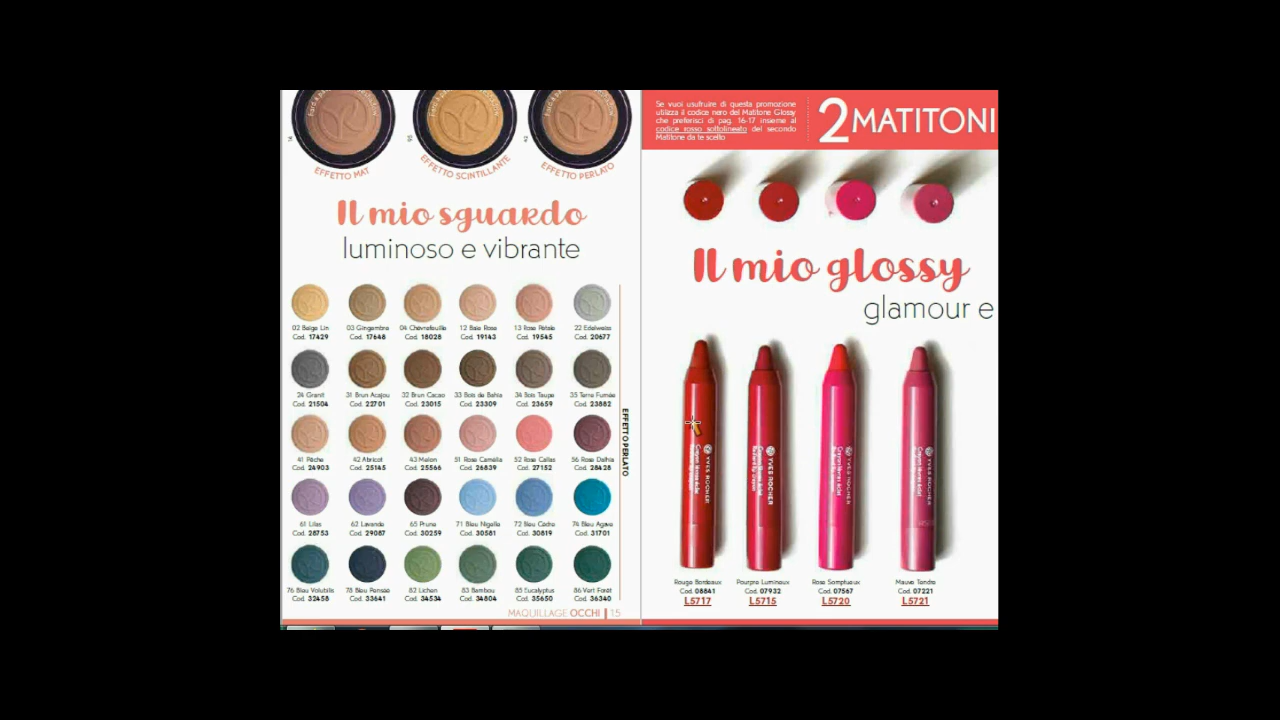 EFFETTO MAT
EFFETTO SCINTILLANTE
EFFETTO PERLATO
Il mio sguardo
luminoso e vibrante
02 Beige Lin
Cod. 17429
03 Gingembre
Cod. 17648
04 Chèvrefeuille
Cod. 18028
12 Baie Rose
Cod. 19143
13 Rose Pétale
Cod. 19545
22 Edelweiss
Cod. 20677
24 Granit
Cod. 21504
31 Brun Acajou
Cod. 22701
32 Brun Cacao
Cod. 23015
33 Bois de Bahia
Cod. 23309
34 Bois Taupe
Cod. 23659
35 Terre Fumée
Cod. 23882
41 Pêche
Cod. 24903
42 Abricot
Cod. 25145
43 Melon
Cod. 25566
51 Rose Camélia
Cod. 26839
52 Rose Callas
Cod. 27152
56 Rose Dalhia
Cod. 28428
61 Lilas
Cod. 28753
62 Lavande
Cod. 29087
65 Prune
Cod. 30259
71 Bleu Nigelle
Cod. 30581
72 Bleu Cèdre
Cod. 30819
74 Bleu Agave
Cod. 31701
76 Bleu Volubilis
Cod. 32458
78 Bleu Pensée
Cod. 33641
82 Lichen
Cod. 34534
83 Bambou
Cod. 34804
85 Eucalyptus
Cod. 35650
86 Vert Forêt
Cod. 36340
EFFETTO PERLATO
MAQUILLAGE OCCHI | 15
Se vuoi usufruire di questa promozione
utilizza il codice nero del Matitone Glossy
che preferisci di pag. 16-17 insieme al
codice rosso sottolineato del secondo
Matitone da te scelto
2 MATITONI
Il mio glossy
glamour e
YVES ROCHER
YVES ROCHER
YVES ROCHER
YVES ROCHER
Rouge Bordeaux
Cod. 08841
L5717
Pourpre Lumineux
Cod. 07932
L5715
Rose Somptueux
Cod. 07567
L5720
Mauve Tendre
Cod. 07221
L5721